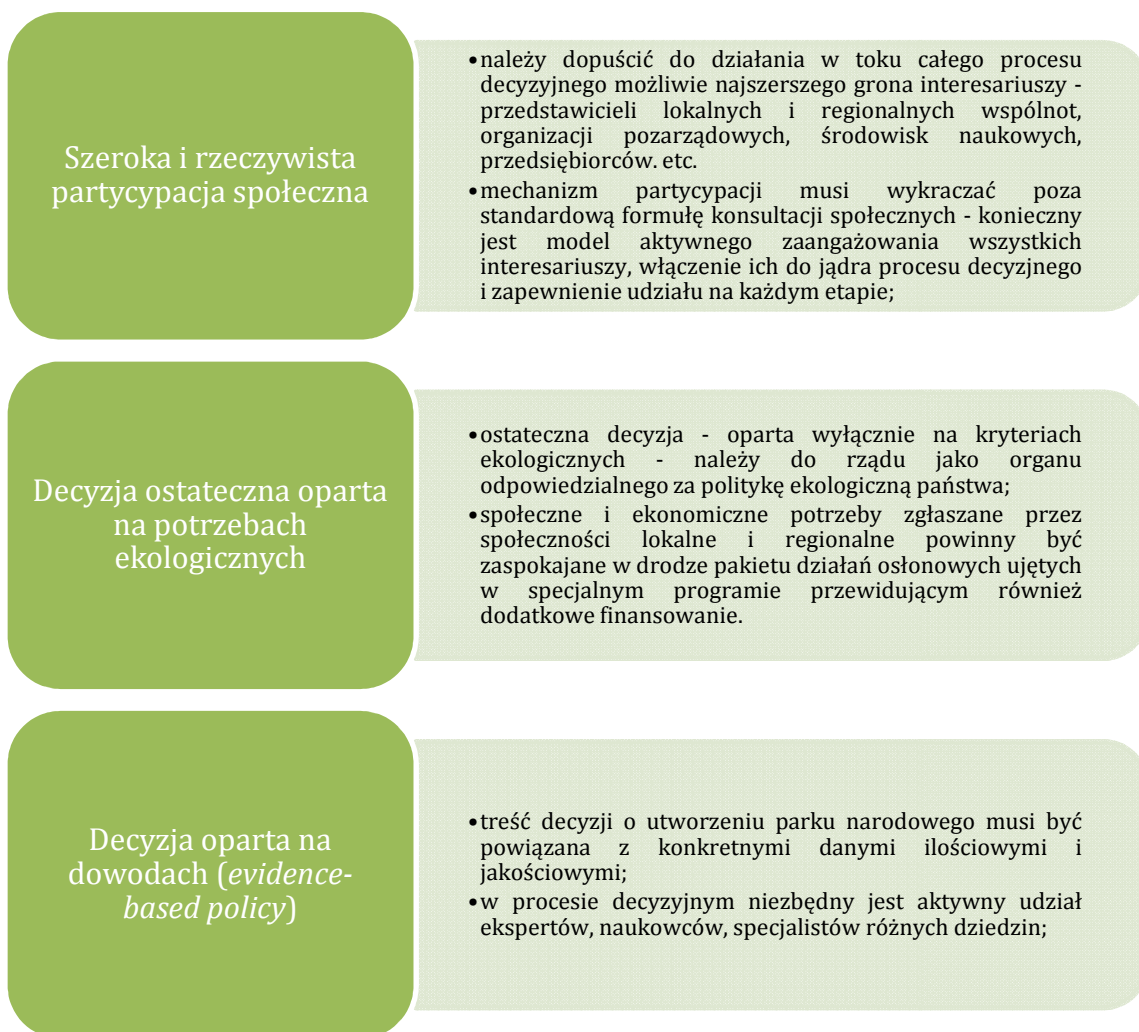 Szeroka i rzeczywista
partycypacja społeczna
•należy dopuścić do działania w toku całego procesu
decyzyjnego możliwie najszerszego grona interesariuszy -
przedstawicieli lokalnych i regionalnych wspólnot,
organizacji pozarządowych, środowisk naukowych,
przedsiębiorców. etc.
•mechanizm partycypacji musi wykraczać poza
standardową formułę konsultacji społecznych - konieczny
jest model aktywnego zaangażowania wszystkich
interesariuszy, włączenie ich do jądra procesu decyzjnego
i zapewnienie udziału na każdym etapie;
Decyzja ostateczna oparta
na potrzebach
ekologicznych
•ostateczna decyzja - oparta wyłącznie na kryteriach
ekologicznych - należy do rządu jako organu
odpowiedzialnego za politykę ekologiczną państwa;
•społeczne i ekonomiczne potrzeby zgłaszane przez
społeczności lokalne i regionalne powinny być
zaspokajane w drodze pakietu działań osłonowych ujętych
w specjalnym programie przewidującym również
dodatkowe finansowanie.
Decyzja oparta na
dowodach (evidence-
based policy)
•treść decyzji o utworzeniu parku narodowego musi być
powiązana z konkretnymi danymi ilościowymi i
jakościowymi;
•w procesie decyzyjnym niezbędny jest aktywny udział
ekspertów, naukowców, specjalistów różnych dziedzin;